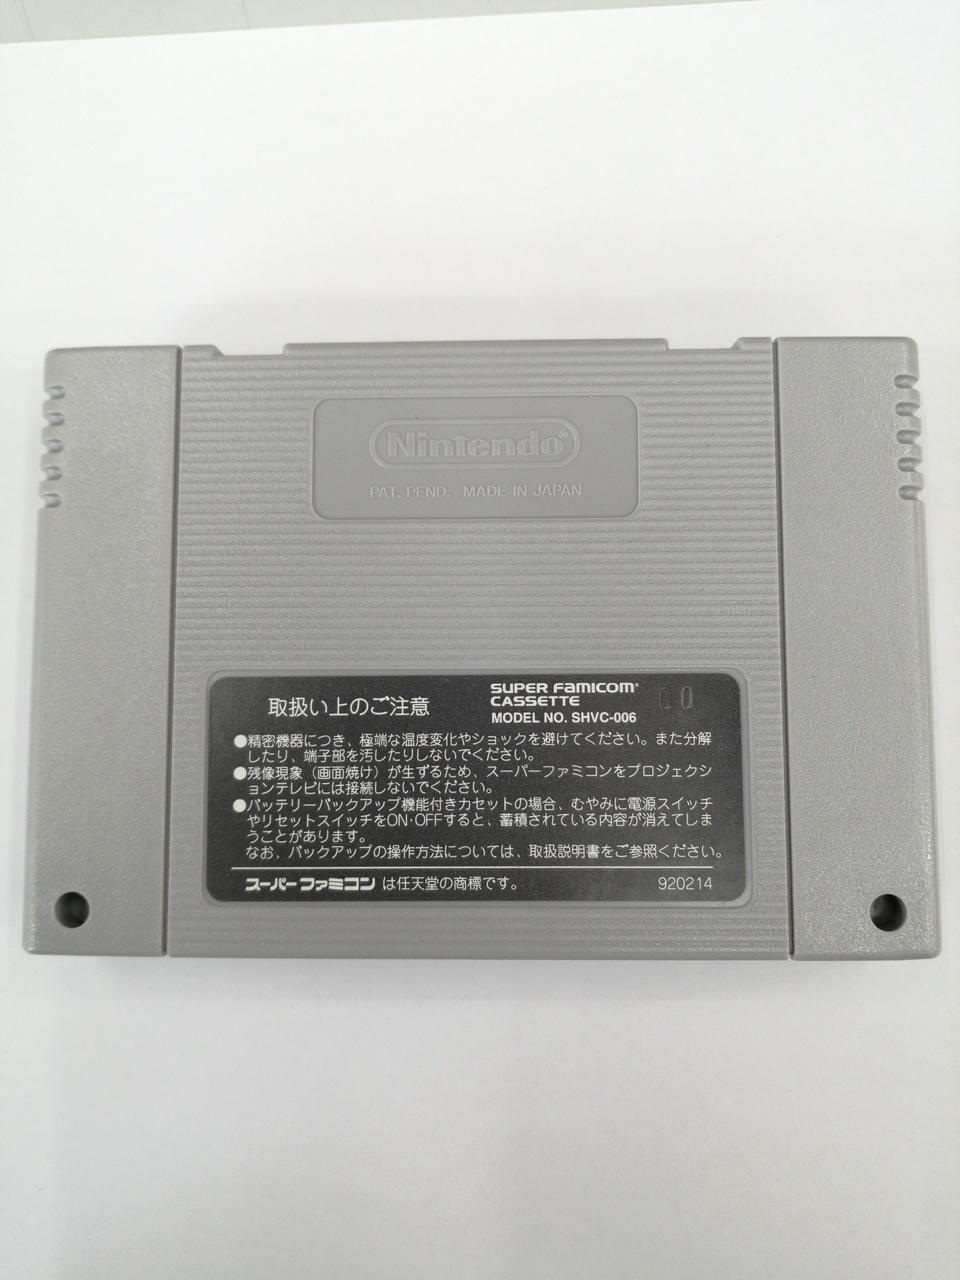 Nintendo®
PAT. PEND. MADE IN JAPAN
取扱い上のご注意
SUPER FAMICOM®
CASSETTE
MODEL NO. SHVC-006
●精密機器につき、極端な温度変化やショックを避けてください。また分解
したり、端子部を汚したりしないでください。
●残像現象(画面焼け)が生ずるため、スーパーファミコンをプロジェクシ
ョンテレビには接続しないでください。
●バッテリーバックアップ機能付きカセットの場合、むやみに電源スイッチ
やリセットスイッチをON·OFFすると、蓄積されている内容が消えてしま
うことがあります。
なお、バックアップの操作方法については、取扱説明書をご参照ください。
スーパーファミコンは任天堂の商標です。
920214